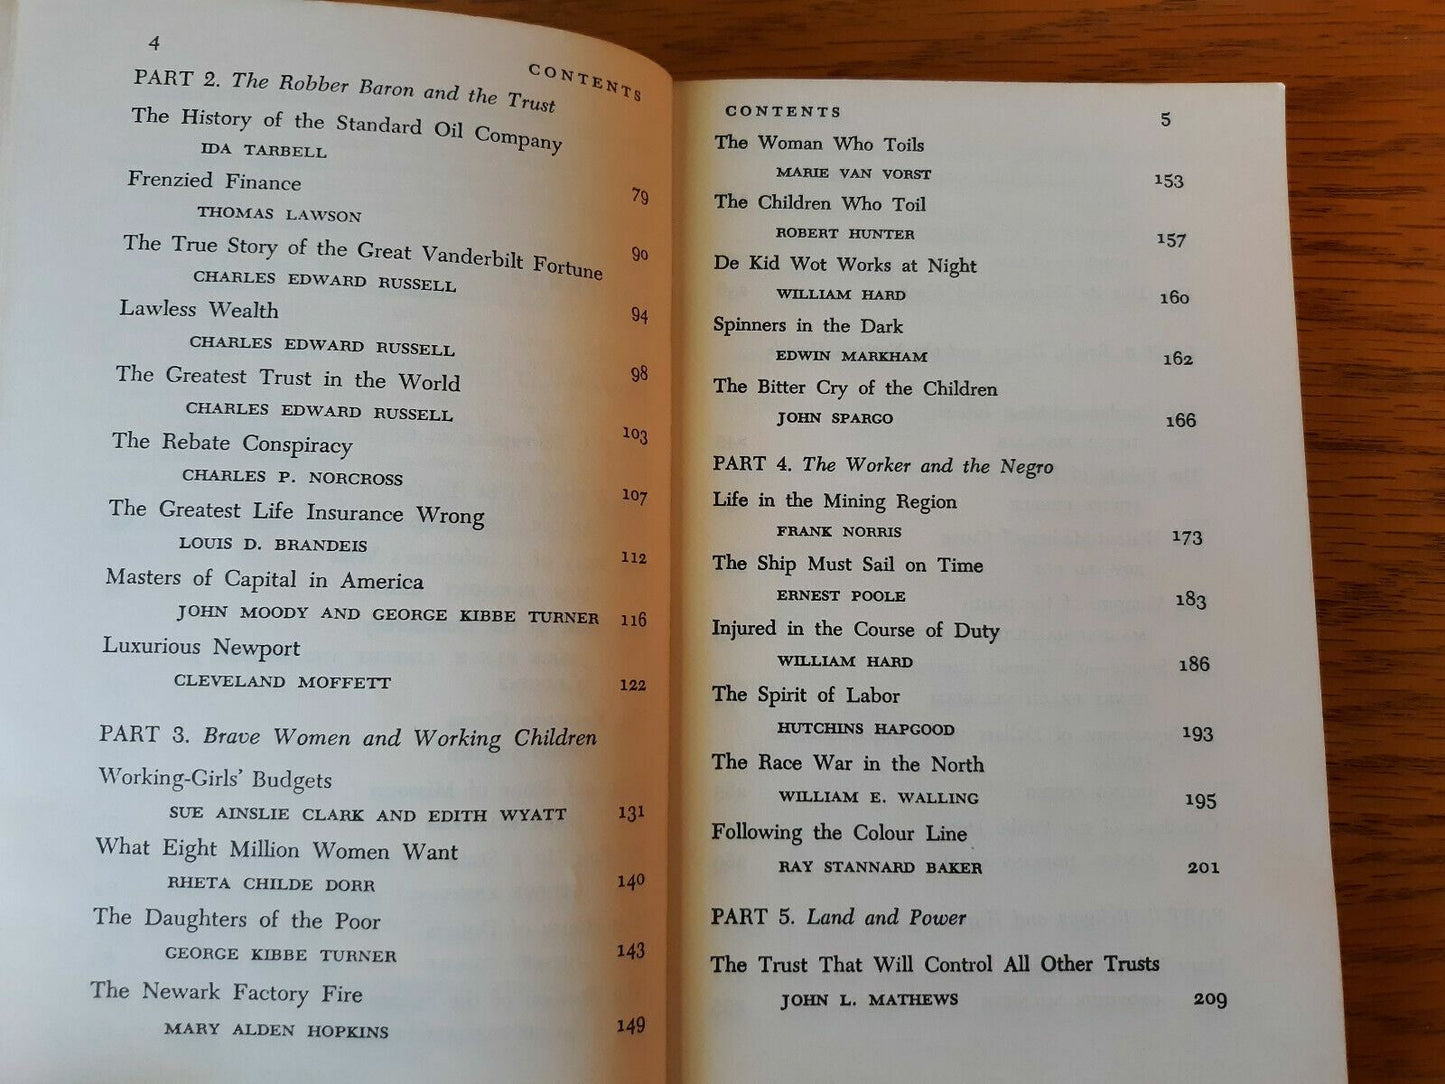 4
CONTENTS
PART 2. The Robber Baron and the Trust
The History of the Standard Oil Company
IDA TARBELL 79
Frenzied Finance
THOMAS LAWSON 90
The True Story of the Great Vanderbilt Fortune
CHARLES EDWARD RUSSELL 94
Lawless Wealth
CHARLES EDWARD RUSSELL 98
The Greatest Trust in the World
CHARLES EDWARD RUSSELL 103
The Rebate Conspiracy
CHARLES P. NORCROSS 107
The Greatest Life Insurance Wrong
LOUIS D. BRANDEIS 112
Masters of Capital in America
JOHN MOODY AND GEORGE KIBBE TURNER 116
Luxurious Newport
CLEVELAND MOFFETT 122
PART 3. Brave Women and Working Children
Working-Girls' Budgets
SUE AINSLIE CLARK AND EDITH WYATT 131
What Eight Million Women Want
RHETA CHILDE DORR 140
The Daughters of the Poor
GEORGE KIBBE TURNER 143
The Newark Factory Fire
MARY ALDEN HOPKINS 149
CONTENTS 5
The Woman Who Toils
MARIE VAN VORST 153
The Children Who Toil
ROBERT HUNTER 157
De Kid Wot Works at Night
WILLIAM HARD 160
Spinners in the Dark
EDWIN MARKHAM 162
The Bitter Cry of the Children
JOHN SPARGO 166
PART 4. The Worker and the Negro
Life in the Mining Region
FRANK NORRIS 173
The Ship Must Sail on Time
ERNEST POOLE 183
Injured in the Course of Duty
WILLIAM HARD 186
The Spirit of Labor
HUTCHINS HAPGOOD 193
The Race War in the North
WILLIAM E. WALLING 195
Following the Colour Line
RAY STANNARD BAKER 201
PART 5. Land and Power
The Trust That Will Control All Other Trusts
JOHN L. MATHEWS 209